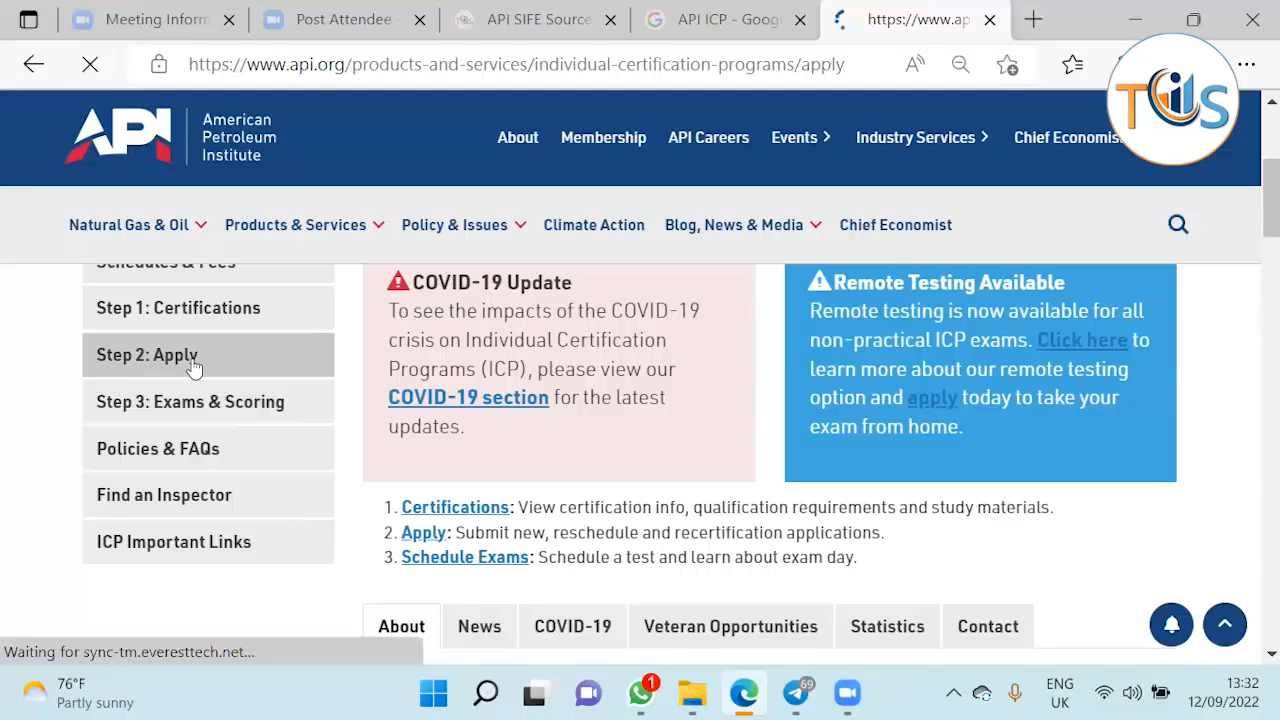 Meeting Inform
Post Attendee
API SIFE Source
API ICP - Googl
https://www.ap
https://www.api.org/products-and-services/individual-certification-programs/apply
TIS
API
American
Petroleum
Institute
About
Membership
API Careers
Events
Industry Services
Chief Economis
Natural Gas & Oil
Products & Services
Policy & Issues
Climate Action
Blog, News & Media
Chief Economist
Schedules & Fees
Step 1: Certifications
Step 2: Apply
Step 3: Exams & Scoring
Policies & FAQs
Find an Inspector
ICP Important Links
COVID-19 Update
To see the impacts of the COVID-19
crisis on Individual Certification
Programs (ICP), please view our
COVID-19 section for the latest
updates.
Remote Testing Available
Remote testing is now available for all
non-practical ICP exams. Click here to
learn more about our remote testing
option and apply today to take your
exam from home.
1. Certifications: View certification info, qualification requirements and study materials.
2. Apply: Submit new, reschedule and recertification applications.
3. Schedule Exams: Schedule a test and learn about exam day.
About
News
COVID-19
Veteran Opportunities
Statistics
Contact
Waiting for sync-tm.everesttech.net...
76°F
Partly sunny
1
69
ENG
UK
13:32
12/09/2022